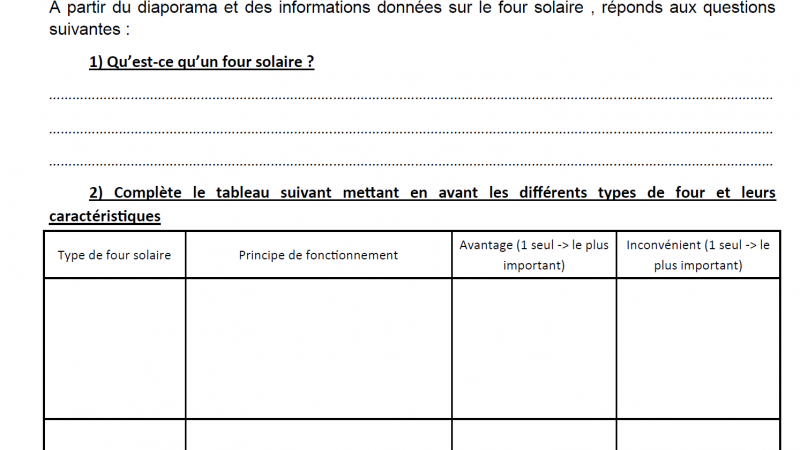 A partir du diaporama et des informations données sur le four solaire , réponds aux questions
suivantes :
1) Qu’est-ce qu’un four solaire ?
……………………………………………………………………………………………………………………………………………………
……………………………………………………………………………………………………………………………………………………
……………………………………………………………………………………………………………………………………………………
2) Complète le tableau suivant mettant en avant les différents types de four et leurs
caractéristiques
Type de four solaire
Principe de fonctionnement
Avantage (1 seul -> le plus
important)
Inconvénient (1 seul -> le
plus important)